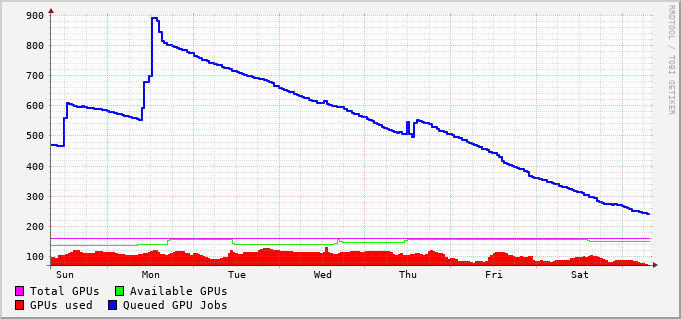 900
800
700
600
500
400
300
200
100
Sun Mon Tue Wed Thu Fri Sat
Total GPUs Available GPUs
GPUs used Queued GPU Jobs
RRDTOOL / TOBI OETIKER